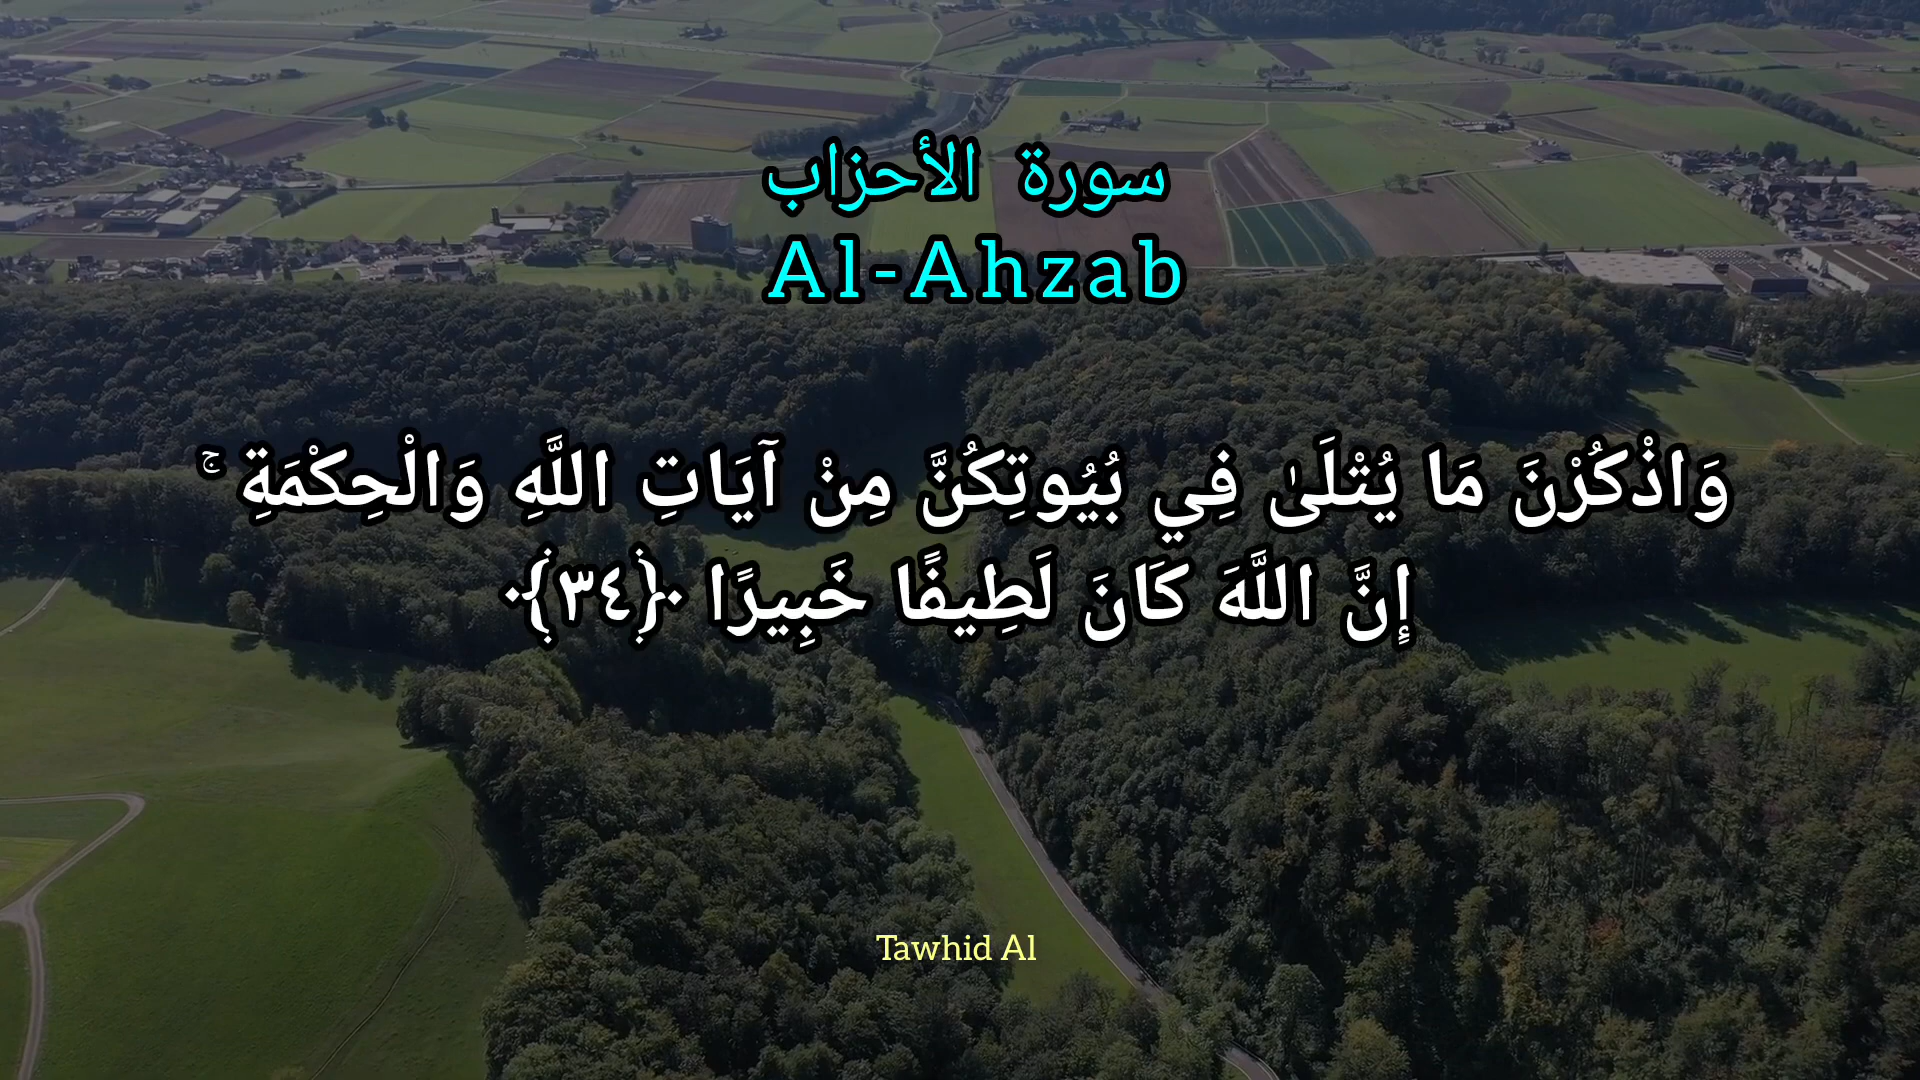 سورة الأحزاب
Al-Ahzab
وَاذْكُرْنَ مَا يُتْلَىٰ فِي بُيُوتِكُنَّ مِنْ آيَاتِ اللَّهِ وَالْحِكْمَةِ ۚ
إِنَّ اللَّهَ كَانَ لَطِيفًا خَبِيرًا ﴿٣٤﴾
Tawhid Al